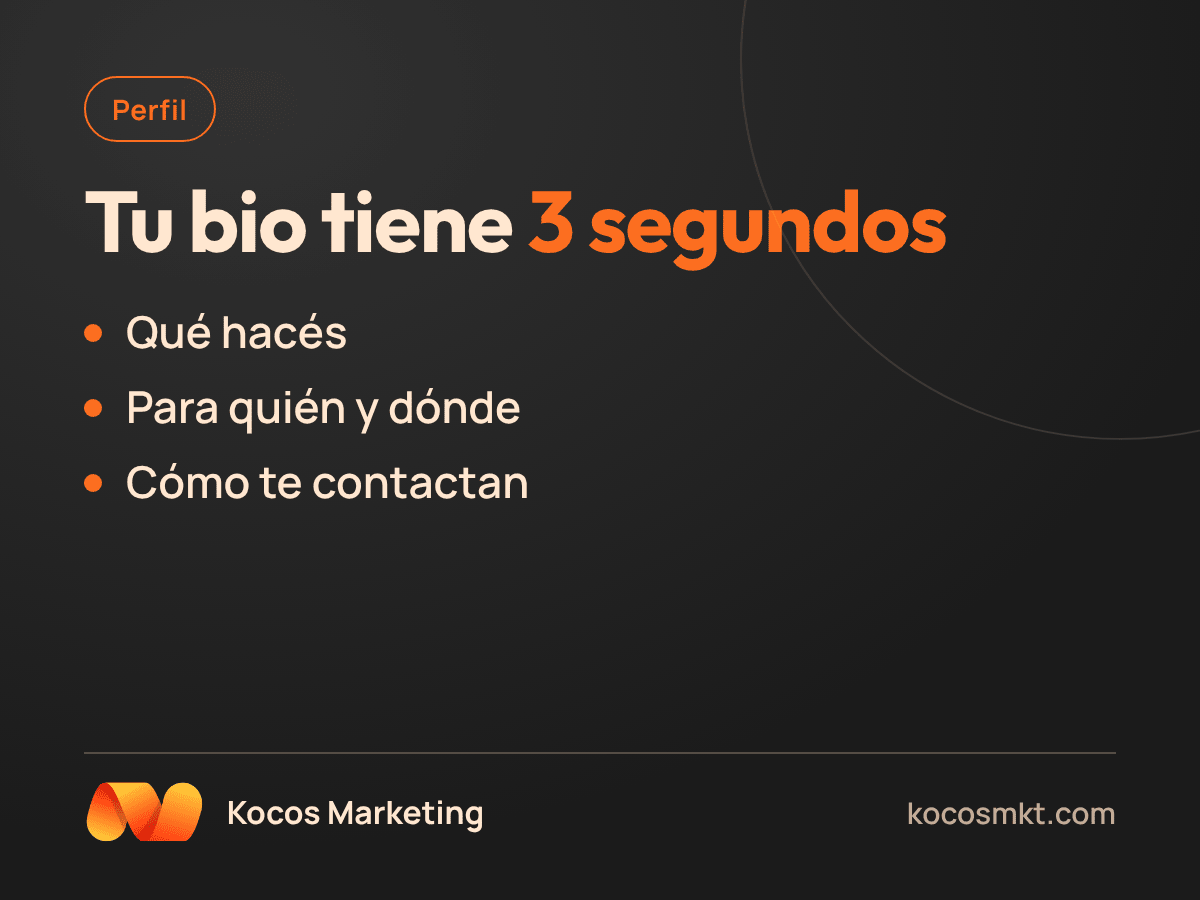 Perfil
Tu bio tiene 3 segundos
Qué hacés
Para quién y dónde
Cómo te contactan
Kocos Marketing
kocosmkt.com